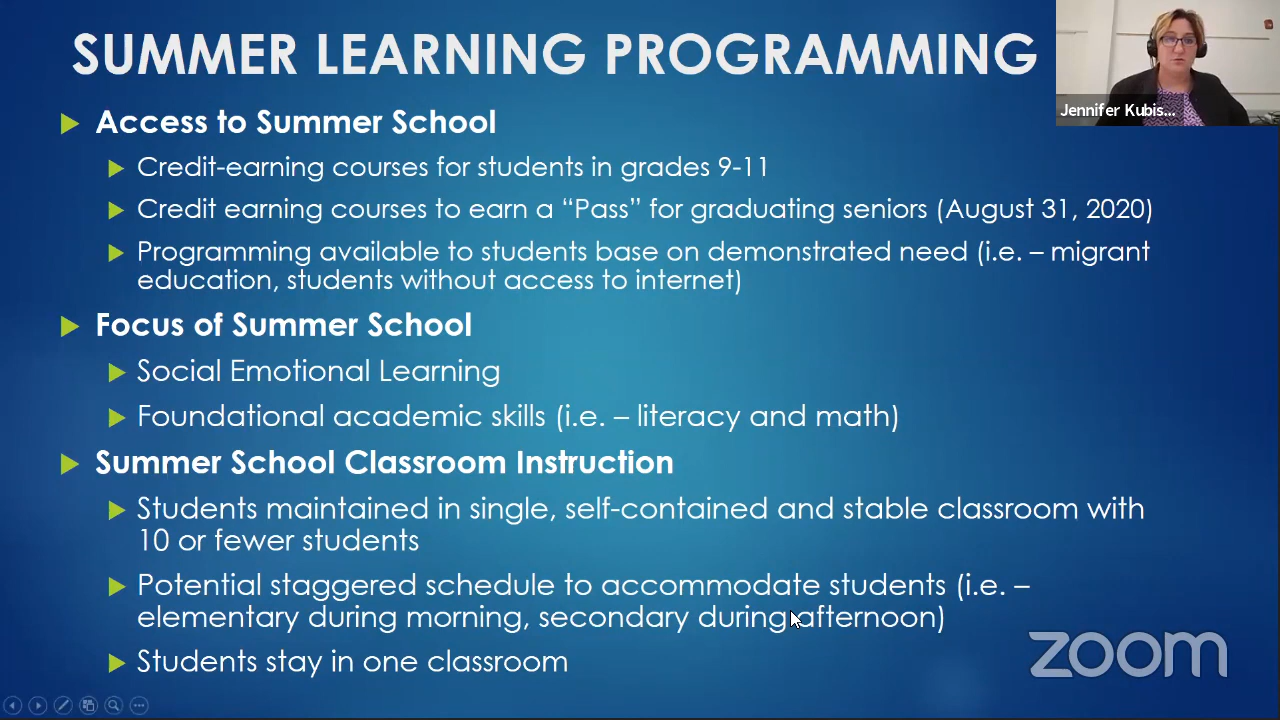 SUMMER LEARNING PROGRAMMING
Jennifer Kubis...
Access to Summer School
Credit-earning courses for students in grades 9-11
Credit earning courses to earn a “Pass” for graduating seniors (August 31, 2020)
Programming available to students base on demonstrated need (i.e. – migrant
education, students without access to internet)
Focus of Summer School
Social Emotional Learning
Foundational academic skills (i.e. – literacy and math)
Summer School Classroom Instruction
Students maintained in single, self-contained and stable classroom with
10 or fewer students
Potential staggered schedule to accommodate students (i.e. –
elementary during morning, secondary during afternoon)
Students stay in one classroom
zoom